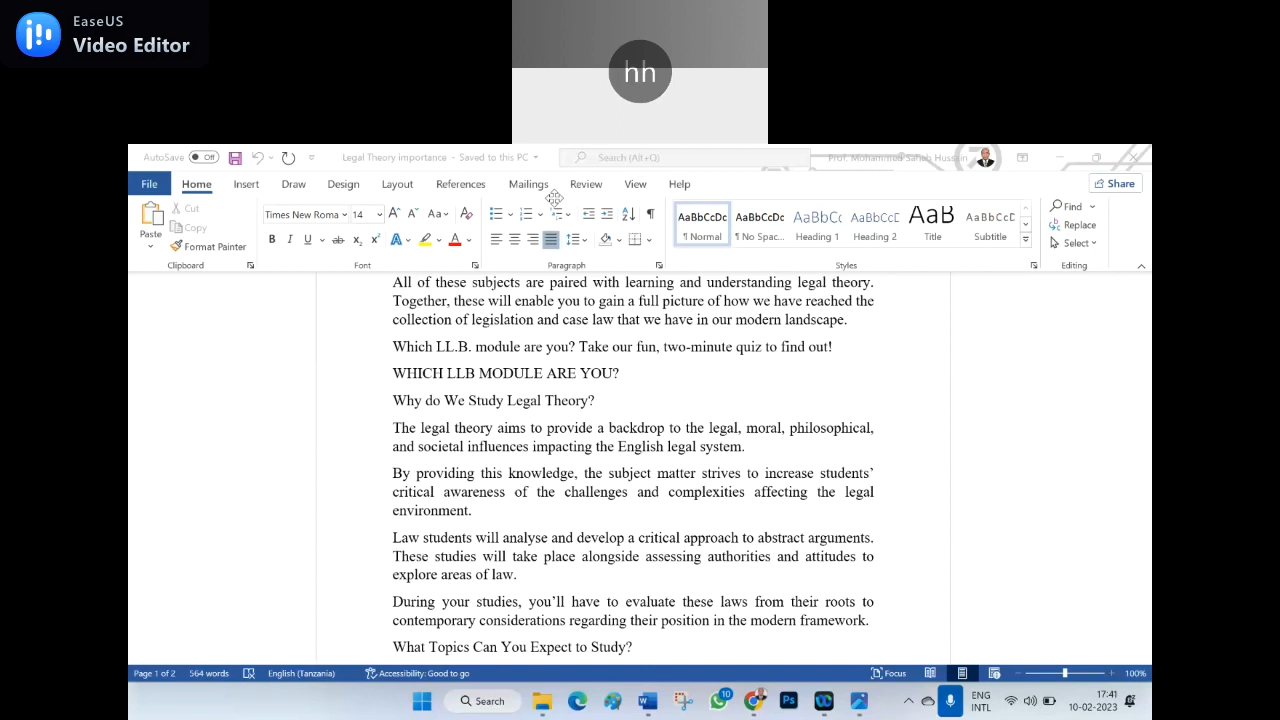 EaseUS
Video Editor
hh
AutoSave Off Legal Theory importance - Saved to this PC Search (Alt+Q) Prof. Mohammud Saheb Hussain
File Home Insert Draw Design Layout References Mailings Review View Help Share
Paste Cut Copy Format Painter
Times New Roma 14
Aa
B I U ab x₂ x² A A
AaBbCcDc AaBbCcDc AaBbC( AaBbCcD AaB AaBbCcD
¶ Normal ¶ No Spac... Heading 1 Heading 2 Title Subtitle
Find
Replace
Select
Clipboard Font Paragraph Styles Editing
All of these subjects are paired with learning and understanding legal theory.
Together, these will enable you to gain a full picture of how we have reached the
collection of legislation and case law that we have in our modern landscape.
Which LL.B. module are you? Take our fun, two-minute quiz to find out!
WHICH LLB MODULE ARE YOU?
Why do We Study Legal Theory?
The legal theory aims to provide a backdrop to the legal, moral, philosophical,
and societal influences impacting the English legal system.
By providing this knowledge, the subject matter strives to increase students’
critical awareness of the challenges and complexities affecting the legal
environment.
Law students will analyse and develop a critical approach to abstract arguments.
These studies will take place alongside assessing authorities and attitudes to
explore areas of law.
During your studies, you’ll have to evaluate these laws from their roots to
contemporary considerations regarding their position in the modern framework.
What Topics Can You Expect to Study?
Page 1 of 2 564 words English (Tanzania) Accessibility: Good to go Focus 100%
Search 10 Ps ENG INTL 17:41 10-02-2023